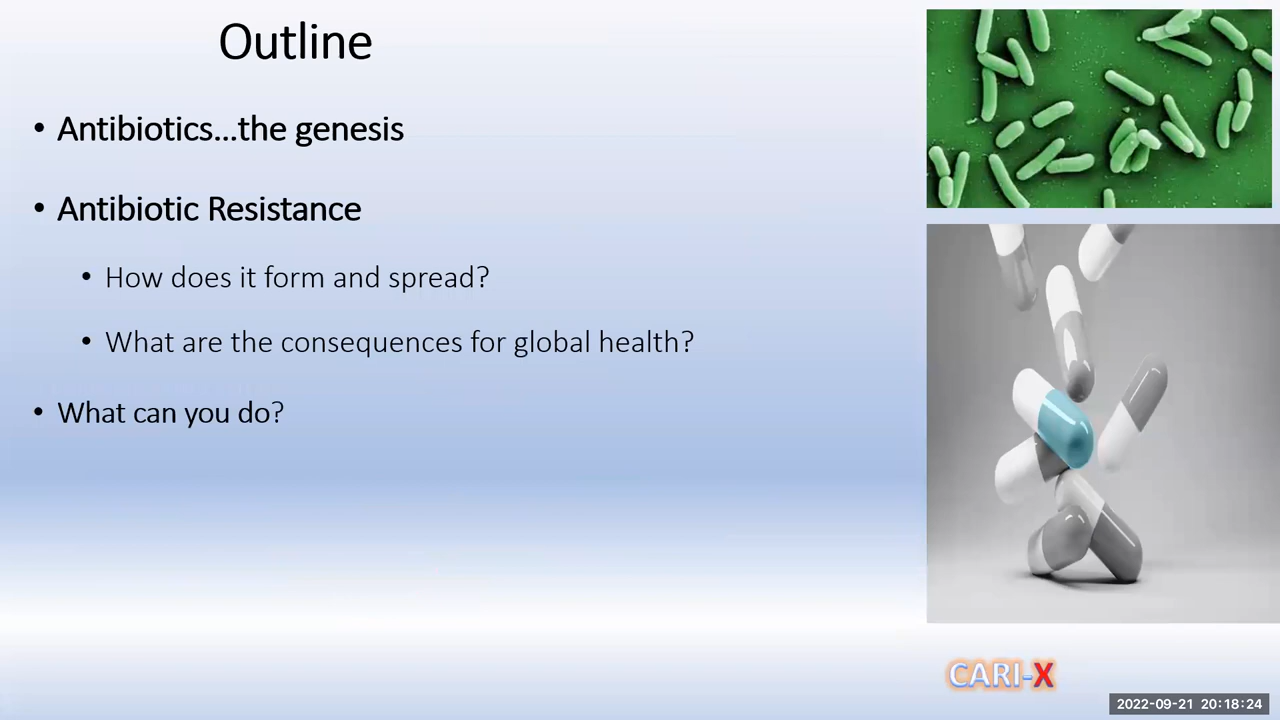 Outline
• Antibiotics...the genesis
• Antibiotic Resistance
• How does it form and spread?
• What are the consequences for global health?
• What can you do?
CARI-X
2022-09-21 20:18:24